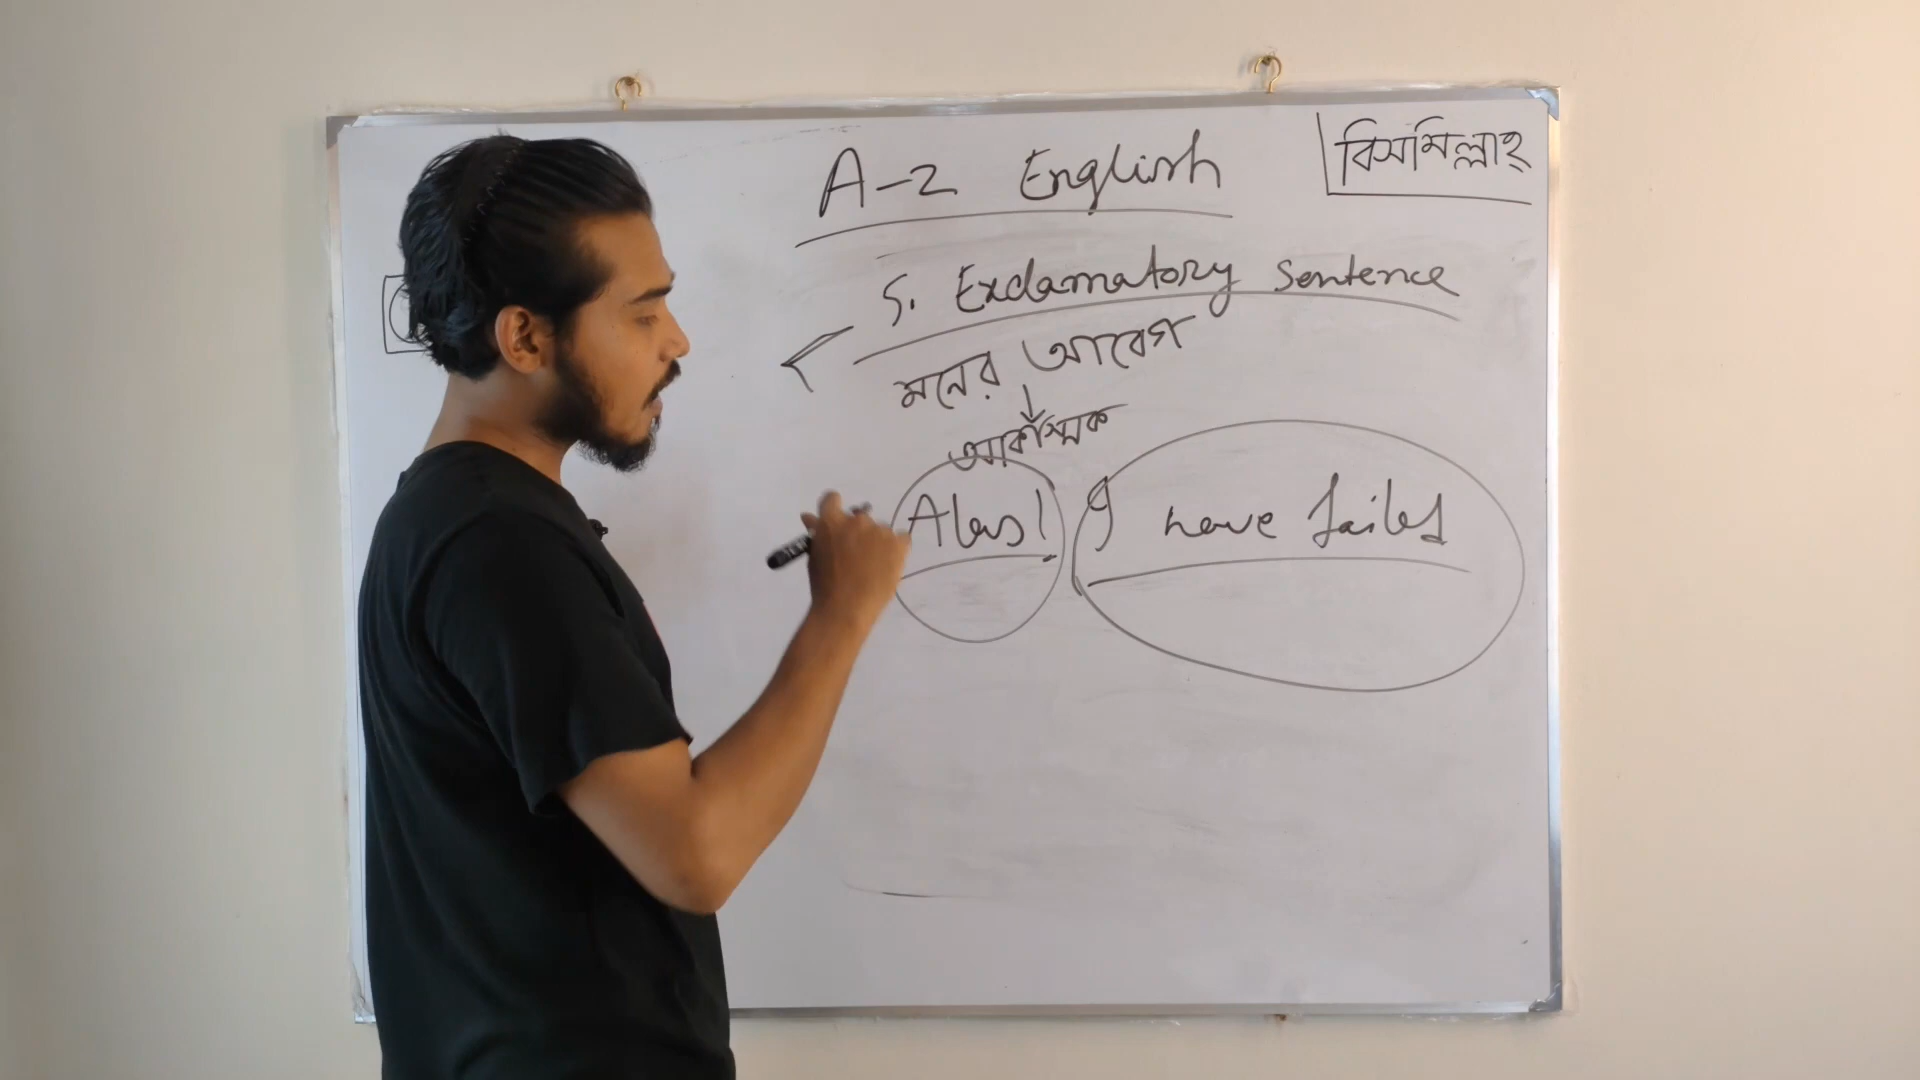 A-Z English
বিসমিল্লাহ্
5. Exclamatory Sentence
মনের আবেগ
আকস্মিক
Alas! I have failed